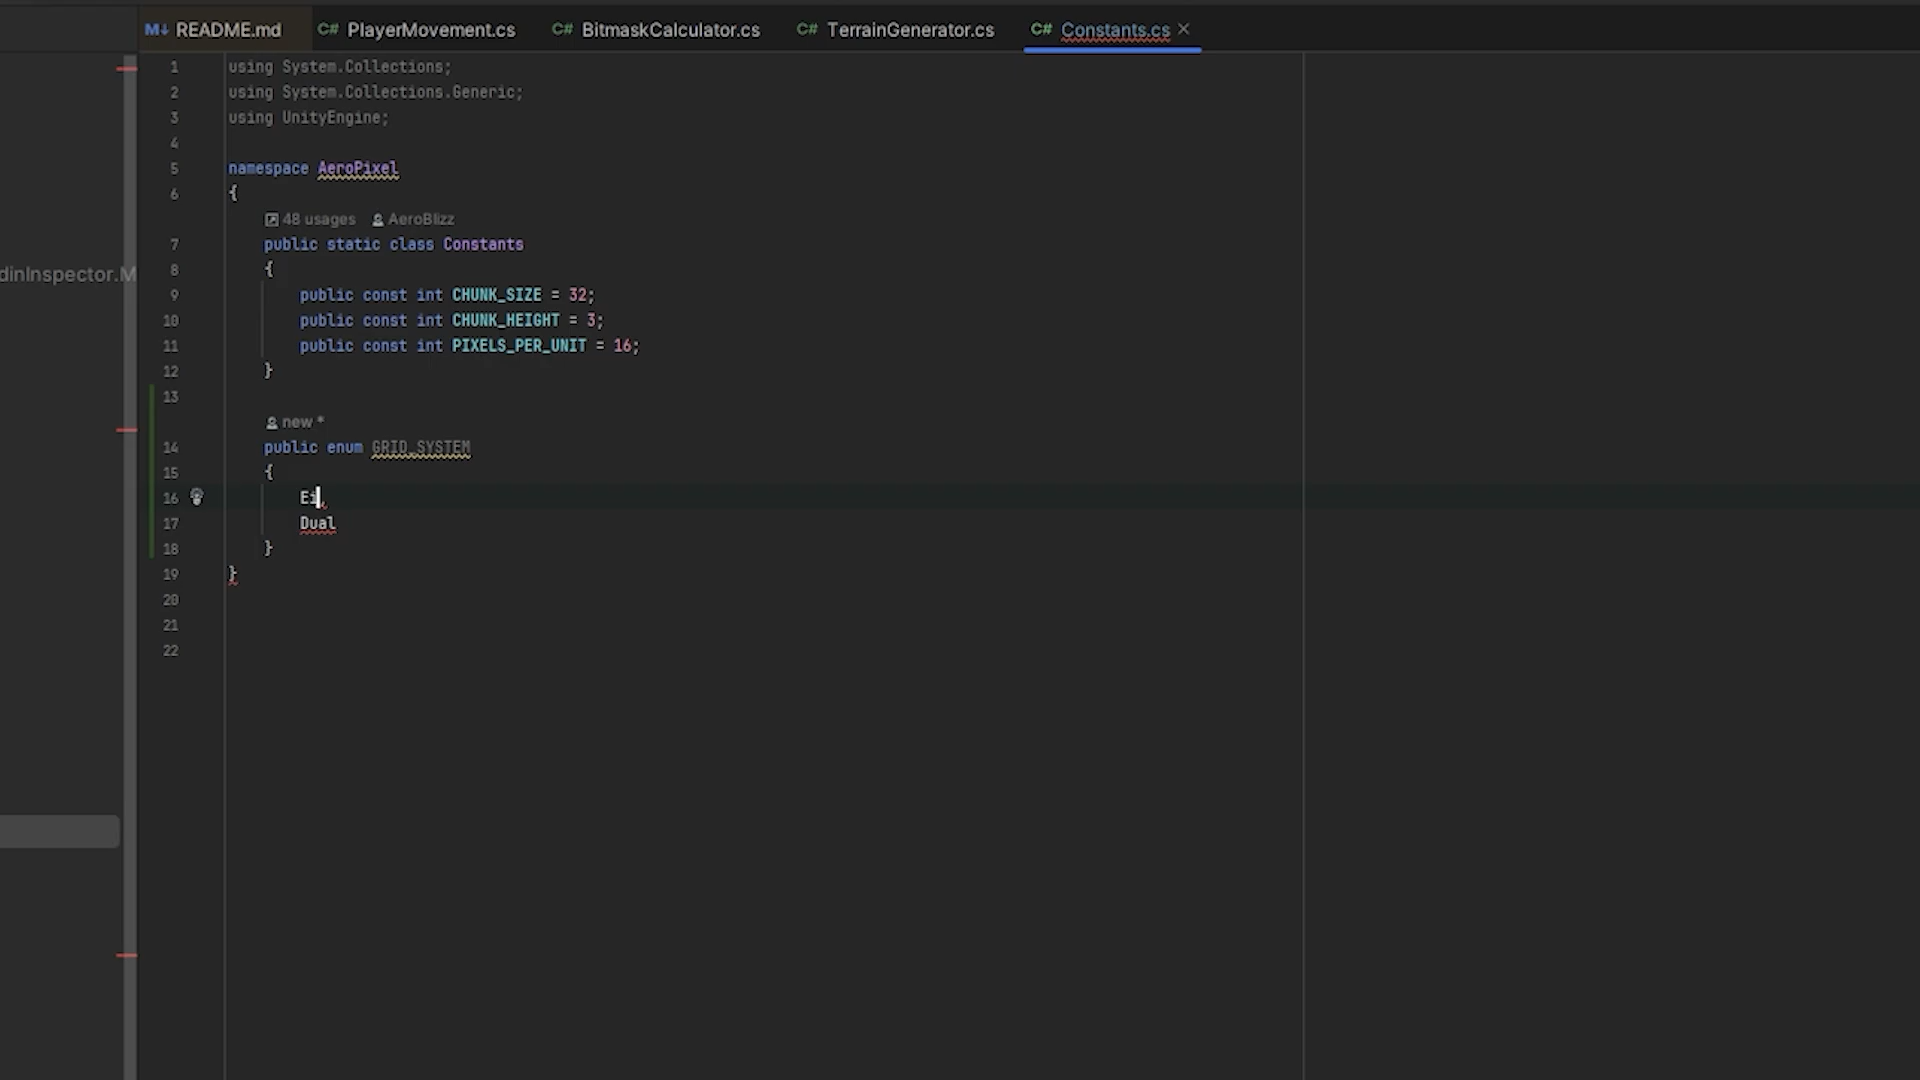 README.md PlayerMovement.cs BitmaskCalculator.cs TerrainGenerator.cs Constants.cs
dinInspector.M
1 using System.Collections;
2 using System.Collections.Generic;
3 using UnityEngine;
4
5 namespace AeroPixel
6 {
48 usages AeroBlizz
7 public static class Constants
8 {
9 public const int CHUNK_SIZE = 32;
10 public const int CHUNK_HEIGHT = 3;
11 public const int PIXELS_PER_UNIT = 16;
12 }
13
new *
14 public enum GRID_SYSTEM
15 {
16 Ei
17 Dual
18 }
19 }
20
21
22